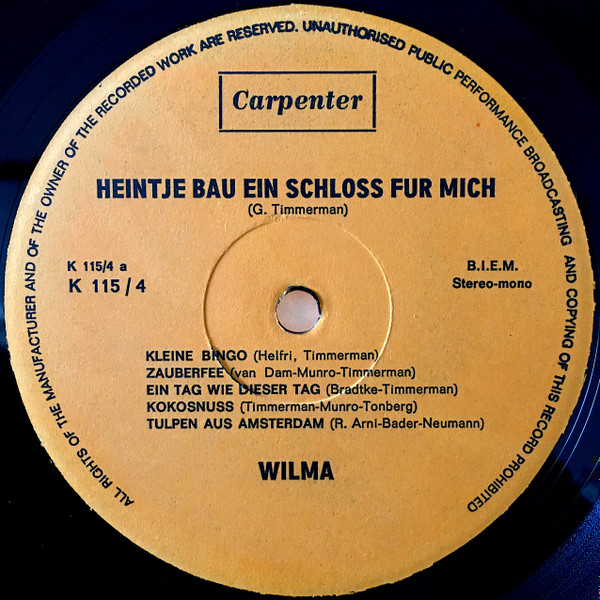 ALL RIGHTS OF THE MANUFACTURER AND OF THE OWNER OF THE RECORDED WORK ARE RESERVED. UNAUTHORISED PUBLIC PERFORMANCE BROADCASTING AND COPYING OF THIS RECORD PROHIBITED
Carpenter
HEINTJE BAU EIN SCHLOSS FUR MICH
(G. Timmerman)
K 115/4 a
K 115/4
B.I.E.M.
Stereo-mono
KLEINE BINGO (Helfri, Timmerman)
ZAUBERFEE (van Dam-Munro-Timmerman)
EIN TAG WIE DIESER TAG (Bradtke-Timmerman)
KOKOSNUSS (Timmerman-Munro-Tonberg)
TULPEN AUS AMSTERDAM (R. Arni-Bader-Neumann)
WILMA